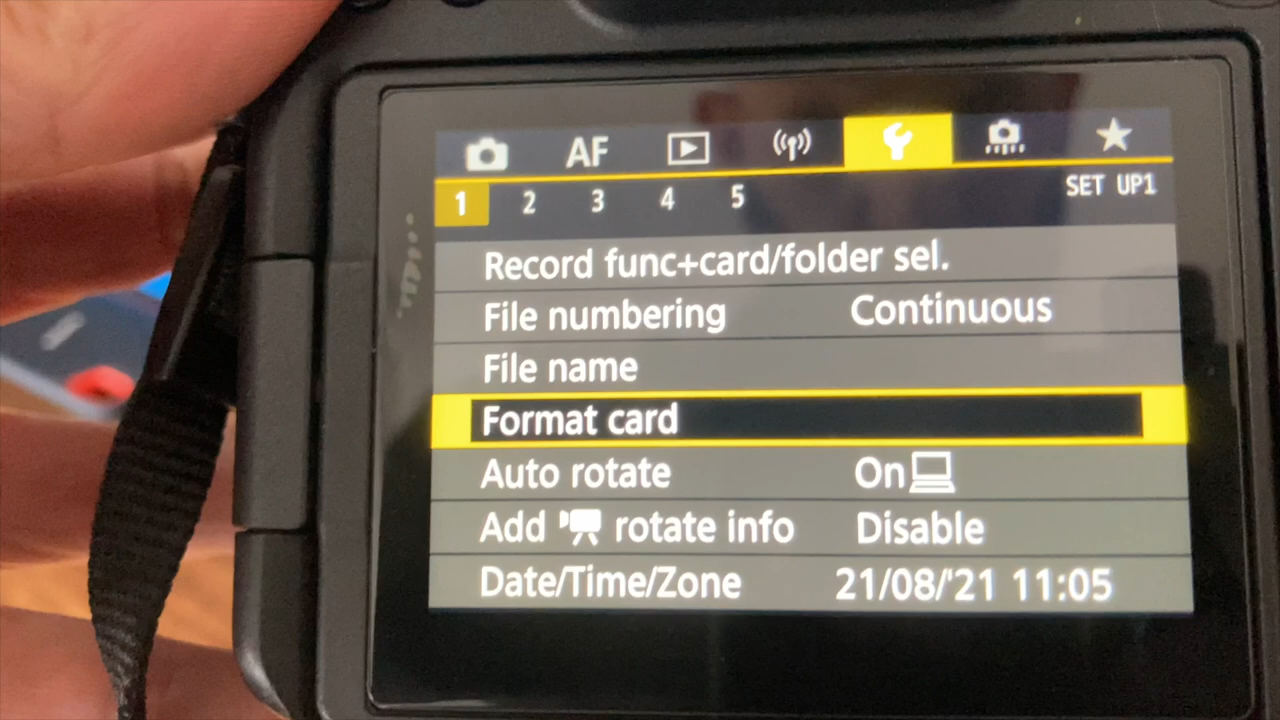 AF
1 2 3 4 5 SET UP1
Record func+card/folder sel.
File numbering Continuous
File name
Format card
Auto rotate On
Add rotate info Disable
Date/Time/Zone 21/08/'21 11:05